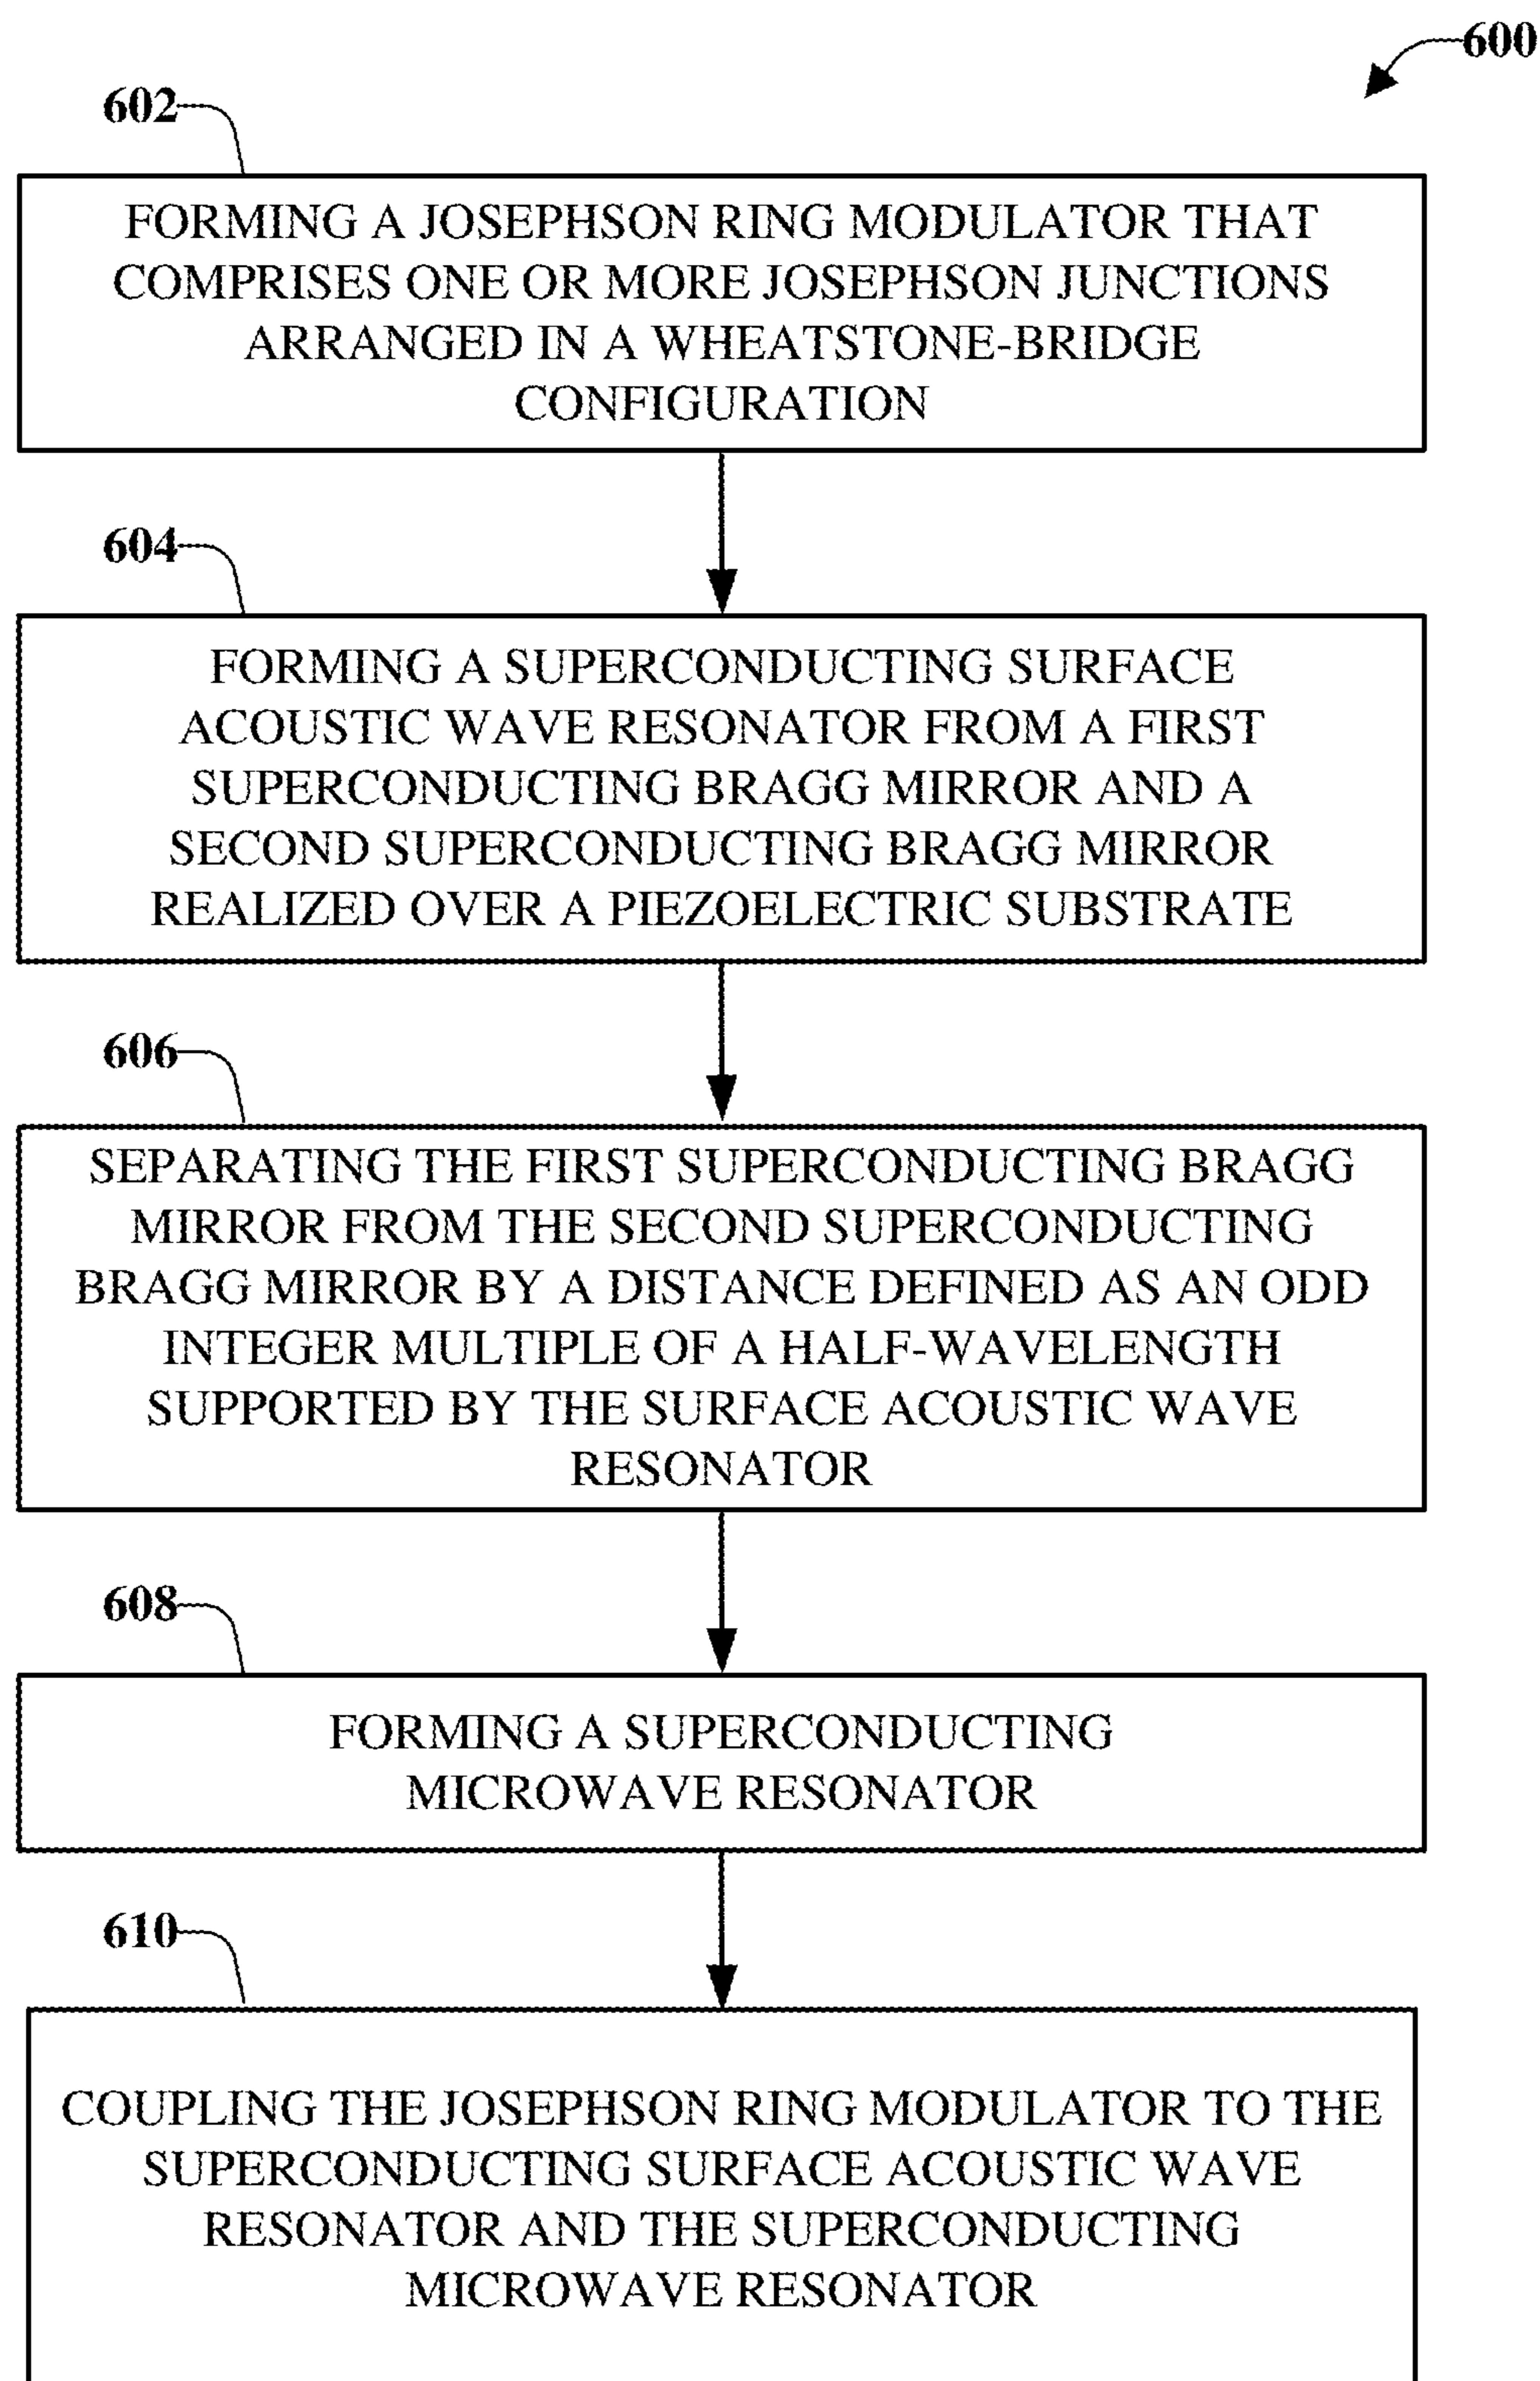 600
602
FORMING A JOSEPHSON RING MODULATOR THAT
COMPRISES ONE OR MORE JOSEPHSON JUNCTIONS
ARRANGED IN A WHEATSTONE-BRIDGE
CONFIGURATION
604
FORMING A SUPERCONDUCTING SURFACE
ACOUSTIC WAVE RESONATOR FROM A FIRST
SUPERCONDUCTING BRAGG MIRROR AND A
SECOND SUPERCONDUCTING BRAGG MIRROR
REALIZED OVER A PIEZOELECTRIC SUBSTRATE
606
SEPARATING THE FIRST SUPERCONDUCTING BRAGG
MIRROR FROM THE SECOND SUPERCONDUCTING
BRAGG MIRROR BY A DISTANCE DEFINED AS AN ODD
INTEGER MULTIPLE OF A HALF-WAVELENGTH
SUPPORTED BY THE SURFACE ACOUSTIC WAVE
RESONATOR
608
FORMING A SUPERCONDUCTING
MICROWAVE RESONATOR
610
COUPLING THE JOSEPHSON RING MODULATOR TO THE
SUPERCONDUCTING SURFACE ACOUSTIC WAVE
RESONATOR AND THE SUPERCONDUCTING
MICROWAVE RESONATOR